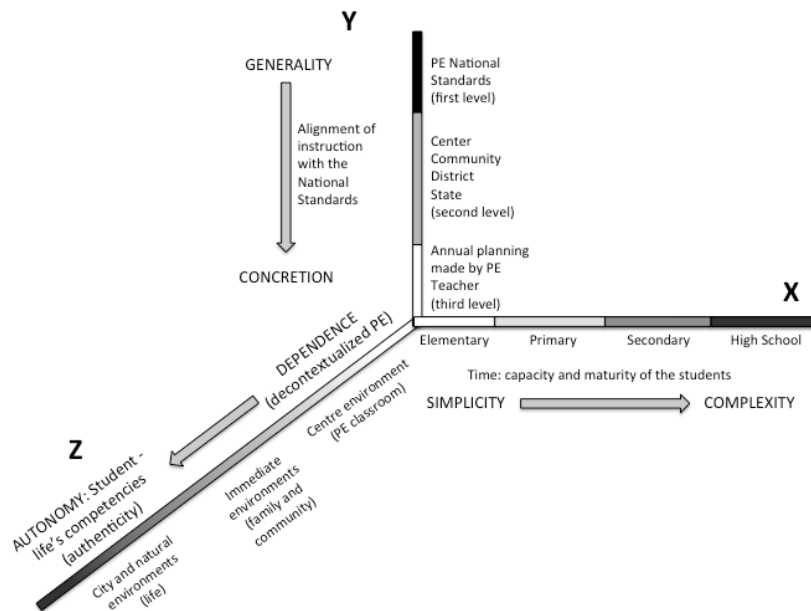 Y
GENERALITY
Alignment of
instruction
with the
National
Standards
CONCRETION
PE National
Standards
(first level)
Center
Community
District
State
(second level)
Annual planning
made by PE
Teacher
(third level)
X
Elementary
Primary
Secondary
High School
Time: capacity and maturity of the students
SIMPLICITY
COMPLEXITY
DEPENDENCE
(decontextualized PE)
Centre environment
(PE classroom)
Z
Immediate
environments
(family and
community)
AUTONOMY: Student -
life's competencies
(authenticity)
City and natural
environments
(life)